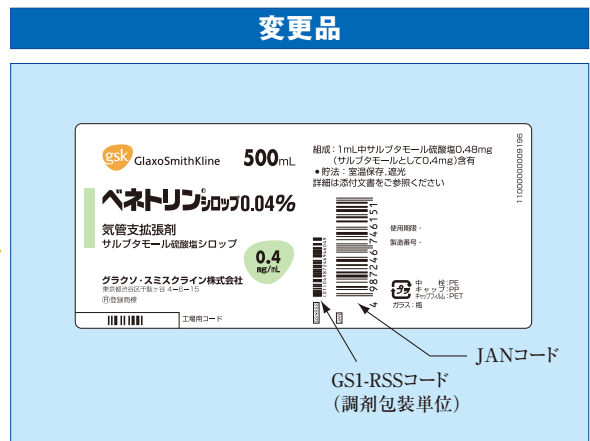 変更品
gsk GlaxoSmithKline
500mL
ベネトリン®シロップ0.04%
気管支拡張剤
サルブタモール硫酸塩シロップ
0.4
mg/mL
グラクソ・スミスクライン株式会社
東京都渋谷区千駄ヶ谷 4-6-15
Ⓡ登録商標
工場用コード
組成：1mL中サルブタモール硫酸塩0.48mg
（サルブタモールとして0.4mg）含有
•貯法：室温保存、遮光
詳細は添付文書をご参照ください
4 987246 746151
使用期限 -
製造番号 -
中 栓:PE
キャップ:PP
キャップフィルム:PET
ガラス：瓶
JANコード
GS1-RSSコード
（調剤包装単位）